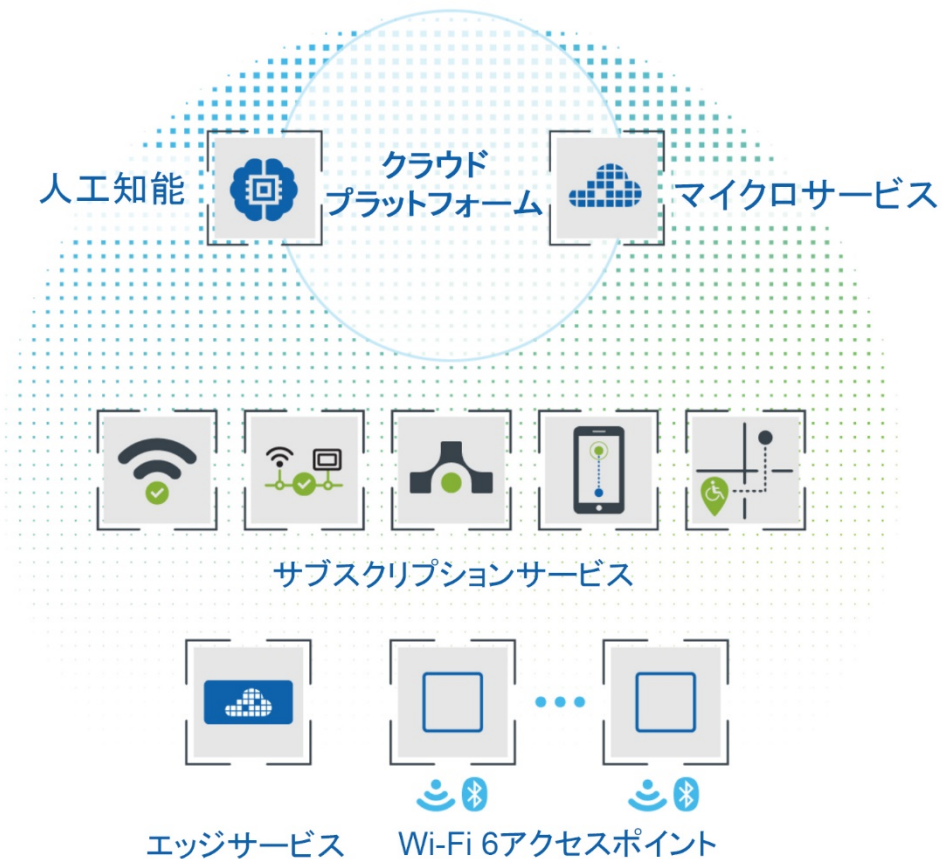 人工知能
クラウド
プラットフォーム
マイクロサービス
サブスクリプションサービス
エッジサービス
Wi-Fi 6アクセスポイント